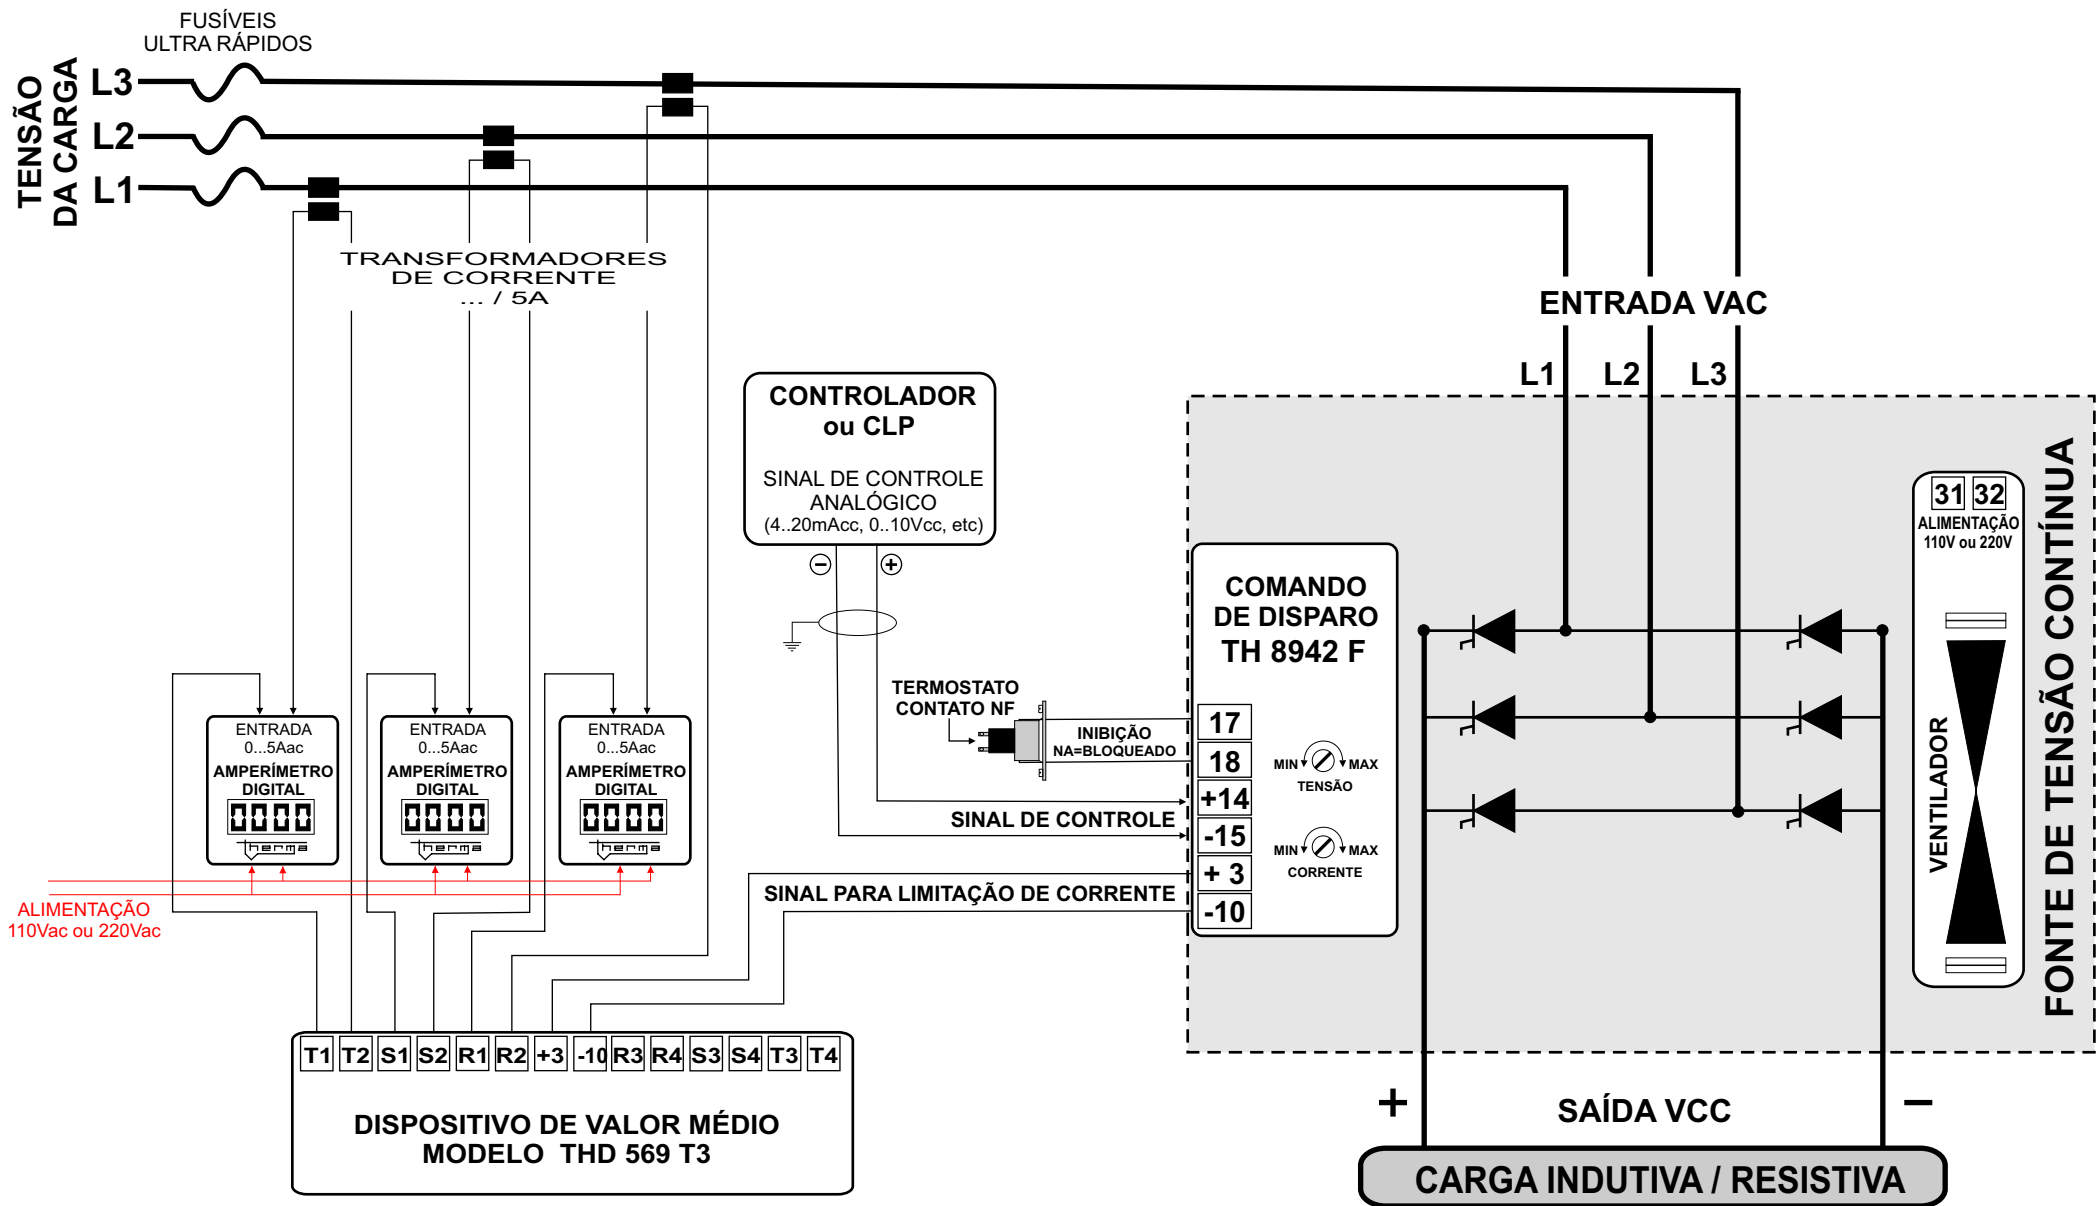 FUSÍVEIS
ULTRA RÁPIDOS
TENSÃO
DA CARGA
L3
L2
L1
TRANSFORMADORES
DE CORRENTE
... / 5A
ENTRADA VAC
L1 L2 L3
CONTROLADOR
ou CLP
SINAL DE CONTROLE
ANALÓGICO
(4..20mAcc, 0..10Vcc, etc)
− +
COMANDO
DE DISPARO
TH 8942 F
17
18
+14
-15
+ 3
-10
MIN MAX
TENSÃO
MIN MAX
CORRENTE
TERMOSTATO
CONTATO NF
INIBIÇÃO
NA=BLOQUEADO
SINAL DE CONTROLE
SINAL PARA LIMITAÇÃO DE CORRENTE
31 32
ALIMENTAÇÃO
110V ou 220V
VENTILADOR
FONTE DE TENSÃO CONTÍNUA
ENTRADA
0...5Aac
AMPERÍMETRO
DIGITAL
0000
therma
ENTRADA
0...5Aac
AMPERÍMETRO
DIGITAL
0000
therma
ENTRADA
0...5Aac
AMPERÍMETRO
DIGITAL
0000
therma
ALIMENTAÇÃO
110Vac ou 220Vac
T1 T2 S1 S2 R1 R2 +3 -10 R3 R4 S3 S4 T3 T4
DISPOSITIVO DE VALOR MÉDIO
MODELO THD 569 T3
+ SAÍDA VCC −
CARGA INDUTIVA / RESISTIVA